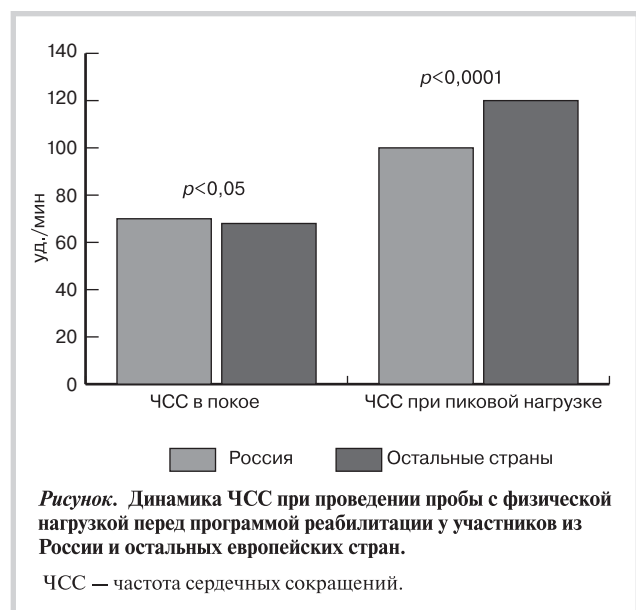 140
120
100
80
60
40
20
0
уд./мин
p<0,05
p<0,0001
ЧСС в покое
ЧСС при пиковой нагрузке
Россия
Остальные страны
Рисунок. Динамика ЧСС при проведении пробы с физической
нагрузкой перед программой реабилитации у участников из
России и остальных европейских стран.
ЧСС — частота сердечных сокращений.